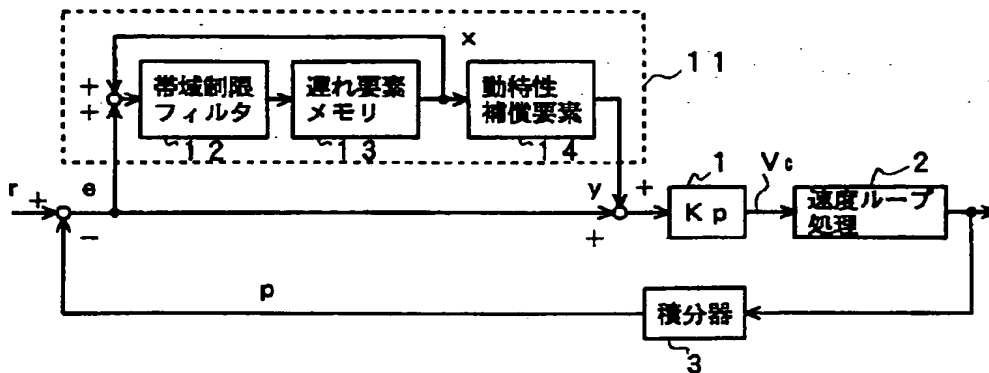 x
11
+
+
帯域制限
フィルタ
12
遅れ要素
メモリ
13
動特性
補償要素
14
r
+
e
−
y
+
+
1
Kp
Vc
2
速度ループ
処理
p
積分器
3